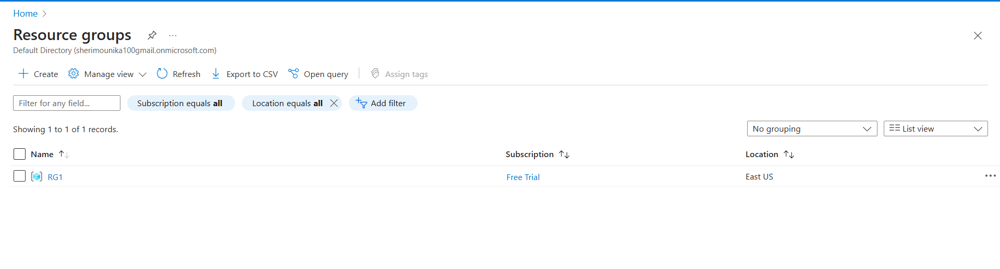 Home >
Resource groups ...
Default Directory (sherimounika100gmail.onmicrosoft.com)
Create Manage view Refresh Export to CSV Open query Assign tags
Filter for any field... Subscription equals all Location equals all Add filter
Showing 1 to 1 of 1 records. No grouping List view
Name Subscription Location
RG1 Free Trial East US